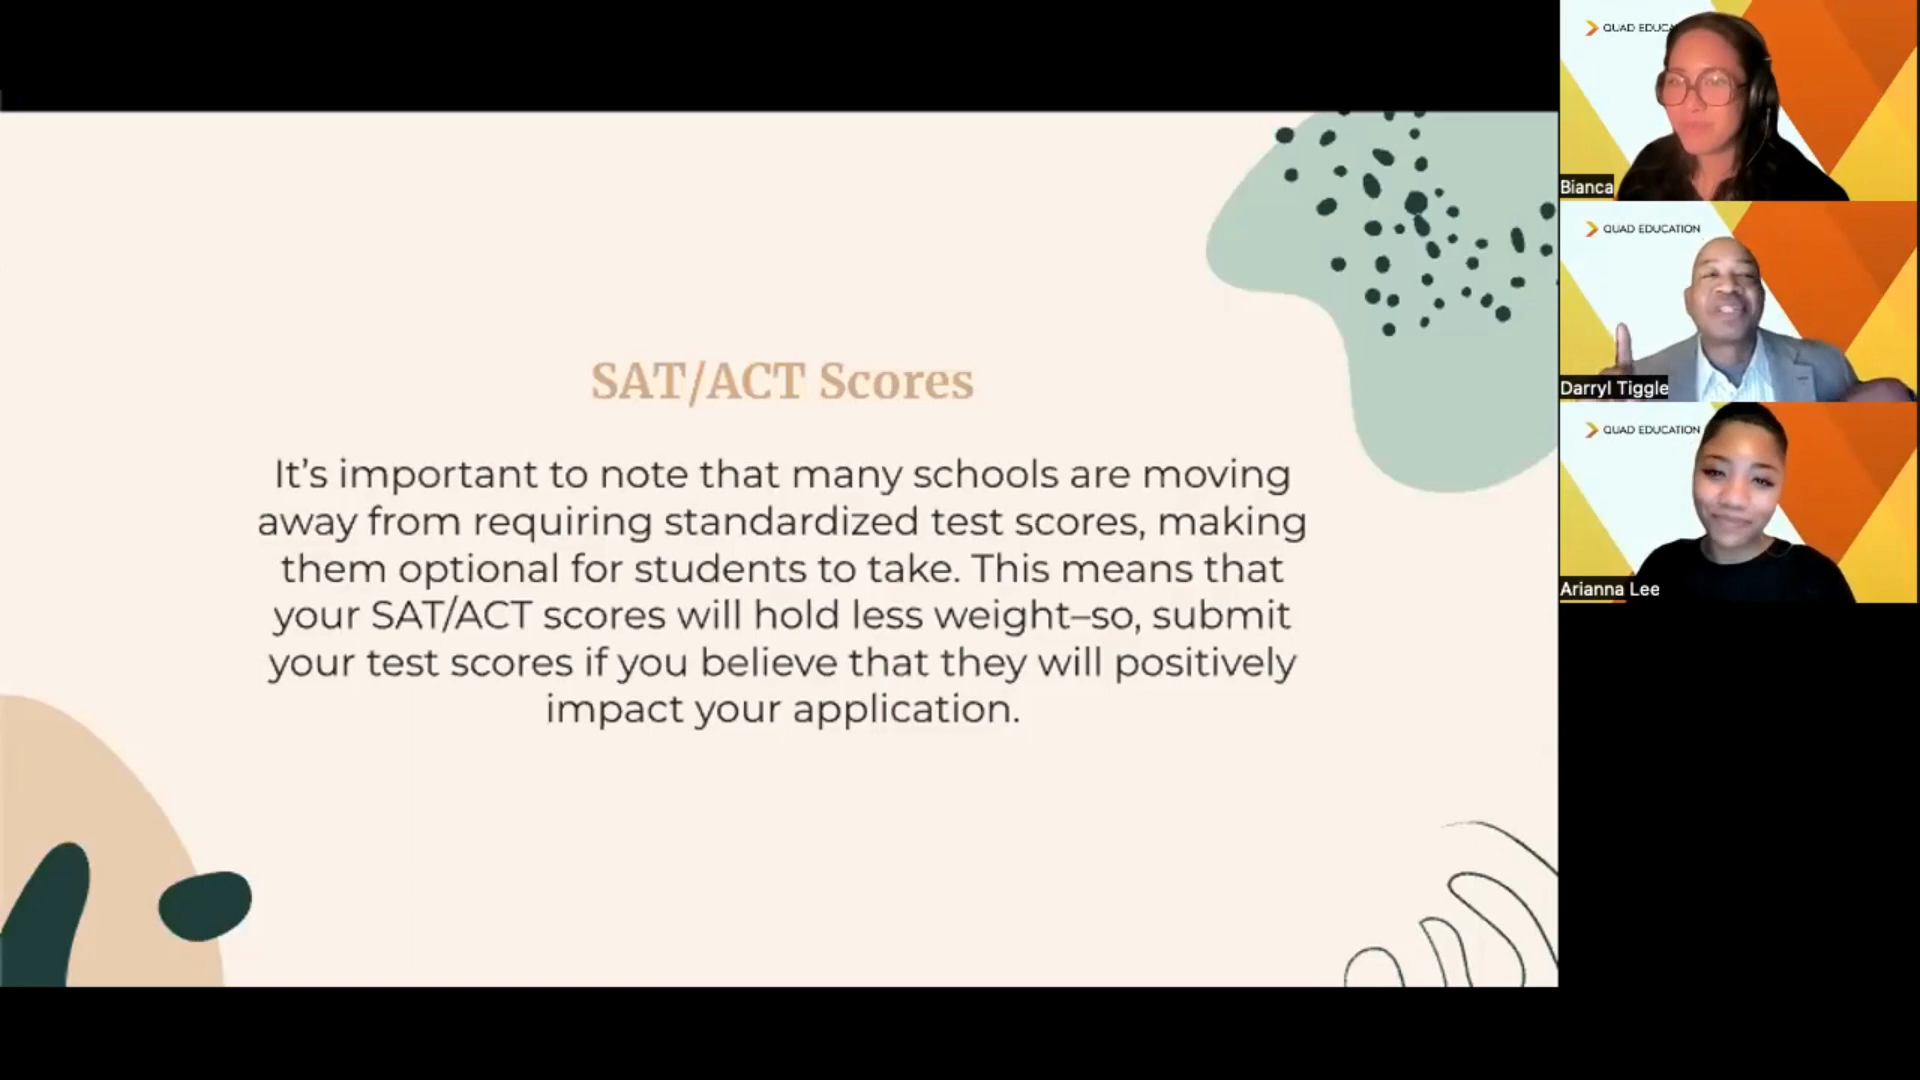 SAT/ACT Scores
It’s important to note that many schools are moving
away from requiring standardized test scores, making
them optional for students to take. This means that
your SAT/ACT scores will hold less weight–so, submit
your test scores if you believe that they will positively
impact your application.
QUAD EDUCA
Bianca
QUAD EDUCATION
Darryl Tiggle
QUAD EDUCATION
Arianna Lee